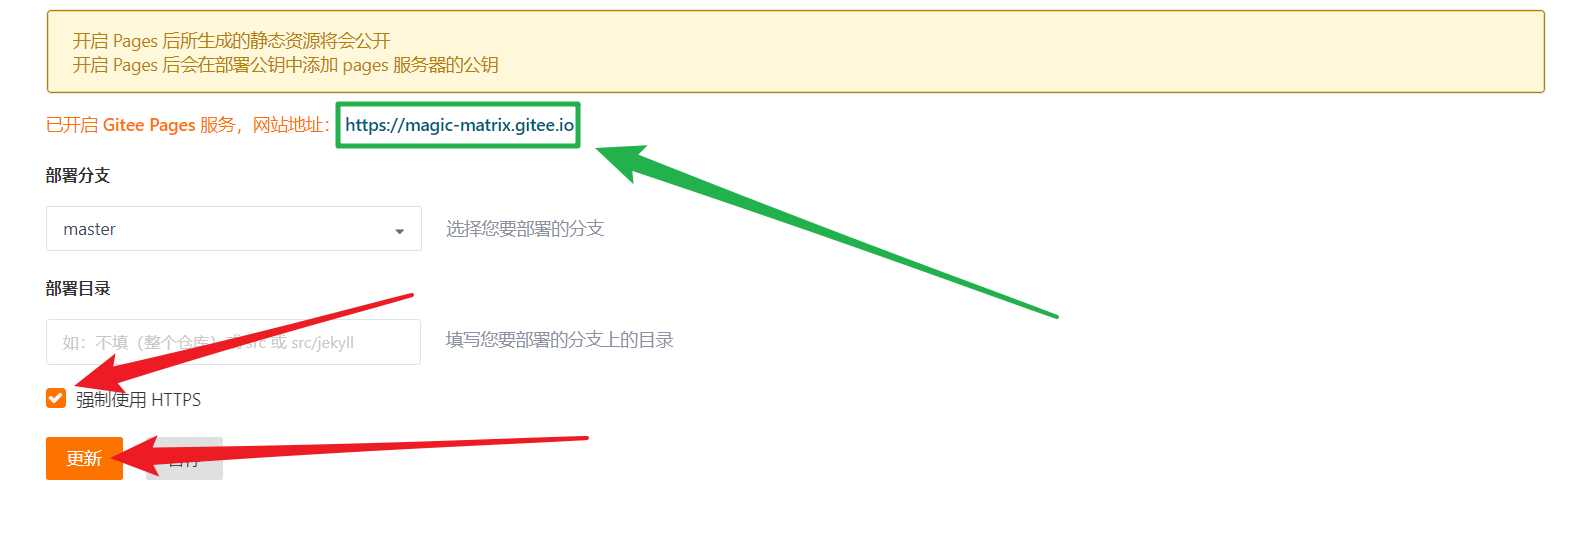 开启 Pages 后所生成的静态资源将会公开
开启 Pages 后会在部署公钥中添加 pages 服务器的公钥
已开启 Gitee Pages 服务，网站地址： https://magic-matrix.gitee.io
部署分支
master
选择您要部署的分支
部署目录
如：不填（整个仓库）或 src 或 src/jekyll
填写您要部署的分支上的目录
强制使用 HTTPS
更新